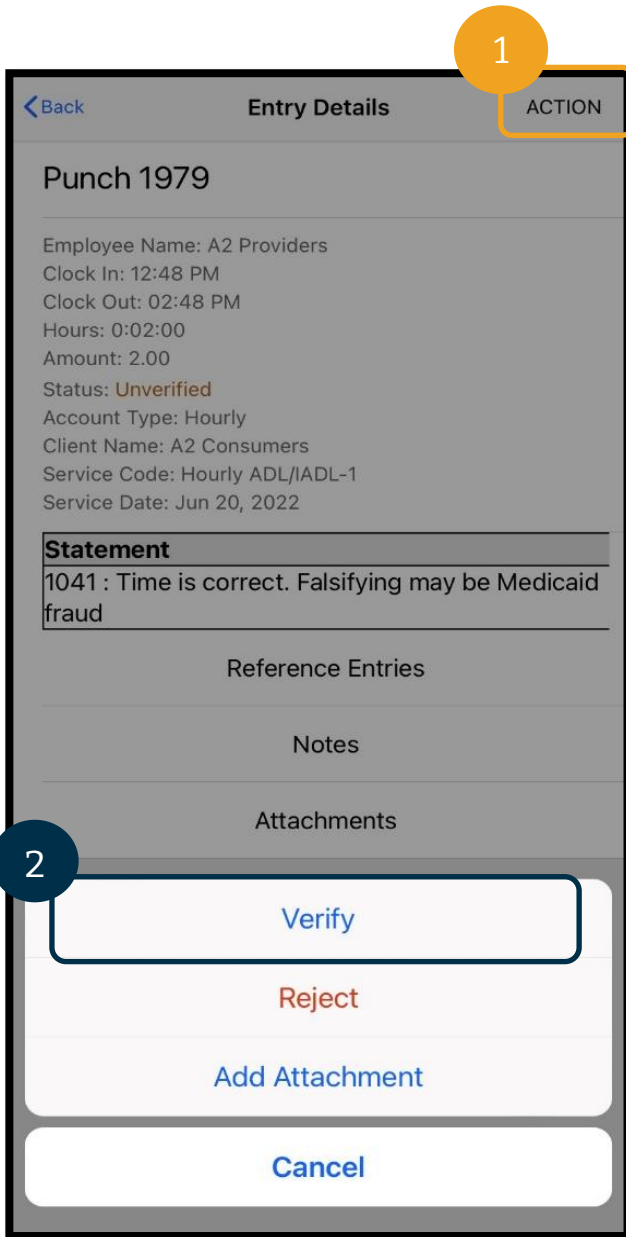 1
Back Entry Details ACTION
Punch 1979
Employee Name: A2 Providers
Clock In: 12:48 PM
Clock Out: 02:48 PM
Hours: 0:02:00
Amount: 2.00
Status: Unverified
Account Type: Hourly
Client Name: A2 Consumers
Service Code: Hourly ADL/IADL-1
Service Date: Jun 20, 2022
Statement
1041 : Time is correct. Falsifying may be Medicaid
fraud
Reference Entries
Notes
Attachments
2
Verify
Reject
Add Attachment
Cancel